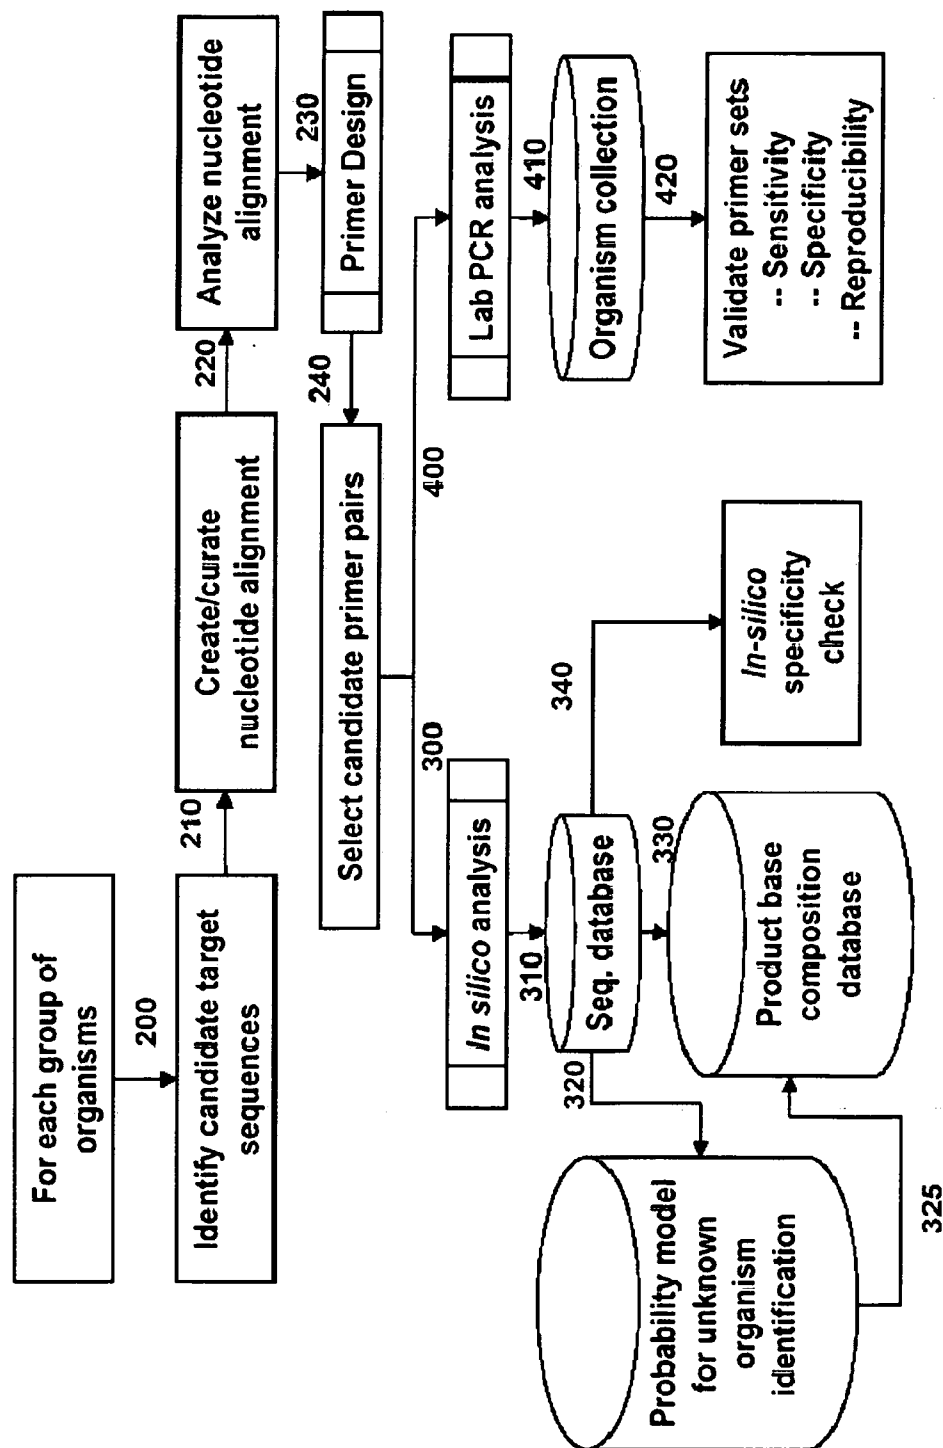 For each group of
organisms
200
Identify candidate target
sequences
210
Create/curate
nucleotide alignment
220
Analyze nucleotide
alignment
230
Primer Design
240
Select candidate primer pairs
300
400
In silico analysis
310
Seq. database
320
Probability model
for unknown
organism
identification
325
330
Product base
composition
database
340
In-silico
specificity
check
Lab PCR analysis
410
Organism collection
420
Validate primer sets
-- Sensitivity
-- Specificity
-- Reproducibility